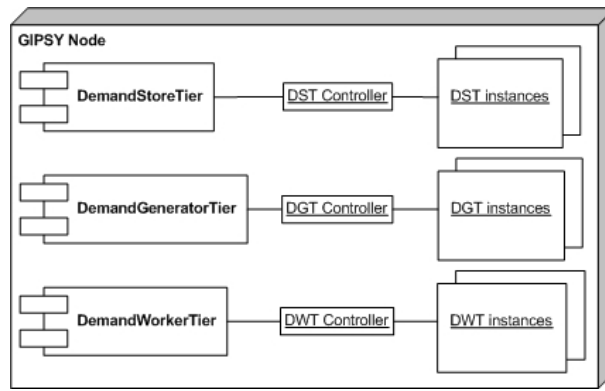 GIPSY Node
DemandStoreTier
DST Controller
DST instances
DemandGeneratorTier
DGT Controller
DGT instances
DemandWorkerTier
DWT Controller
DWT instances